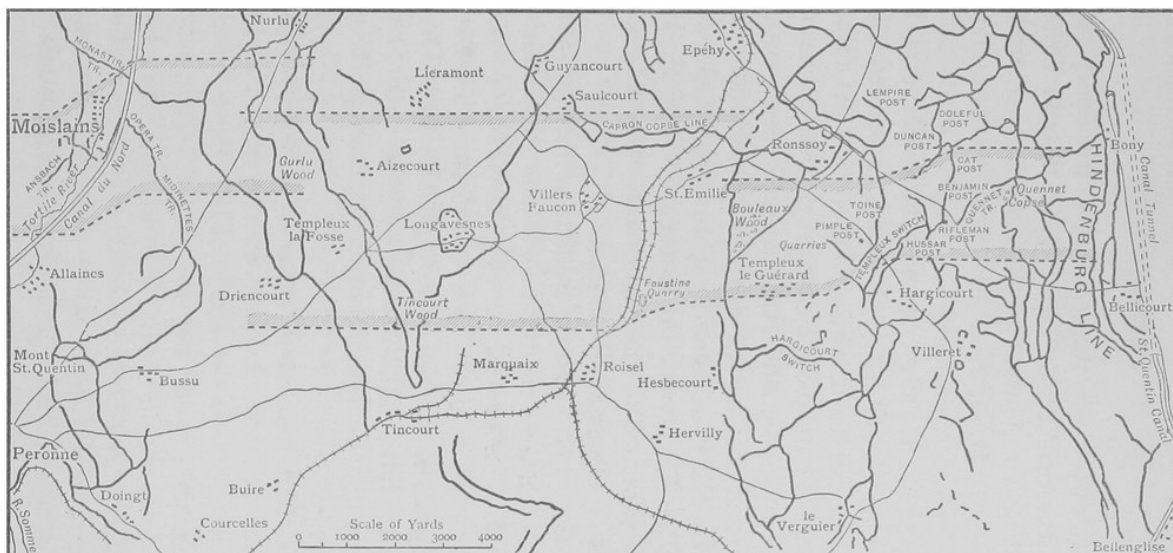 Nurlu
MONASTIR
TR.
Epéhy
Lieramont
Guyancourt
Saulcourt
LEMPIRE
POST
DOLEFUL
POST
Moislains
OPERA TR.
CAPRON COPSE LINE
DUNCAN
POST
Ronssoy
Bony
ANSBACH
TR.
Tortile River
Canal du Nord
Gurlu
Wood
Aizecourt
CAT
POST
HINDENBURG LINE
Canal Tunnel
MIDINETTES
TR.
Villers
Faucon
St. Emilie
BENJAMIN
POST
QUENNET
TR.
Quennet
Copse
Bouleaux
Wood
TOINE
POST
Templeux
la Fosse
Longavesnes
PIMPLE
POST
RIFLEMAN
POST
Quarries
TEMPLEUX SWITCH
HUSSAR
POST
Allaines
Templeux
le Guérard
Driencourt
Faustine
Quarry
Hargicourt
Tincourt
Wood
Bellicourt
Mont
St. Quentin
HARGICOURT
SWITCH
Villeret
Bussu
Marquaix
Roisel
Hesbecourt
St. Quentin Canal
Tincourt
Hervilly
Peronne
Doingt
Buire
le
Verguier
R. Somme
Courcelles
Scale of Yards
0 1000 2000 3000 4000
Bellenglise